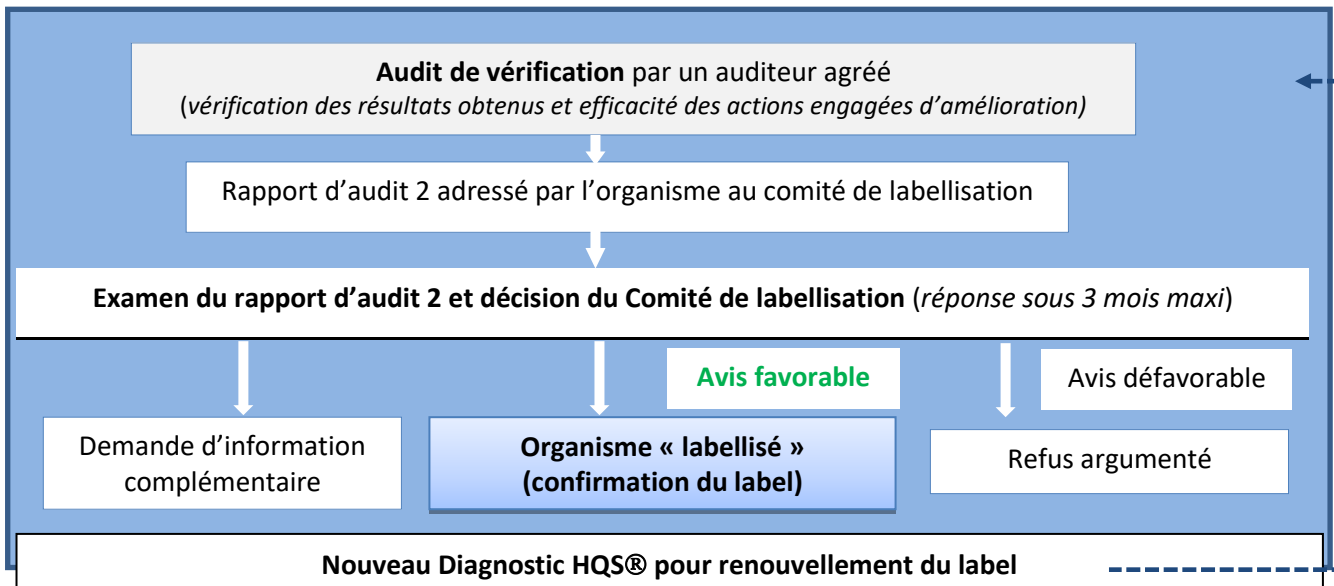 Audit de vérification par un auditeur agréé
(vérification des résultats obtenus et efficacité des actions engagées d’amélioration)
Rapport d’audit 2 adressé par l’organisme au comité de labellisation
Examen du rapport d’audit 2 et décision du Comité de labellisation (réponse sous 3 mois maxi)
Avis favorable
Avis défavorable
Demande d’information
complémentaire
Organisme « labellisé »
(confirmation du label)
Refus argumenté
Nouveau Diagnostic HQS® pour renouvellement du label